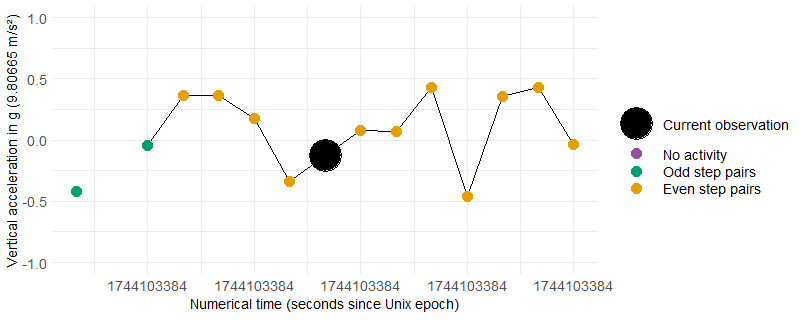 Vertical acceleration in g (9.80665 m/s²)
1.0
0.5
0.0
-0.5
-1.0
1744103384 1744103384 1744103384 1744103384 1744103384
Numerical time (seconds since Unix epoch)
Current observation
No activity
Odd step pairs
Even step pairs